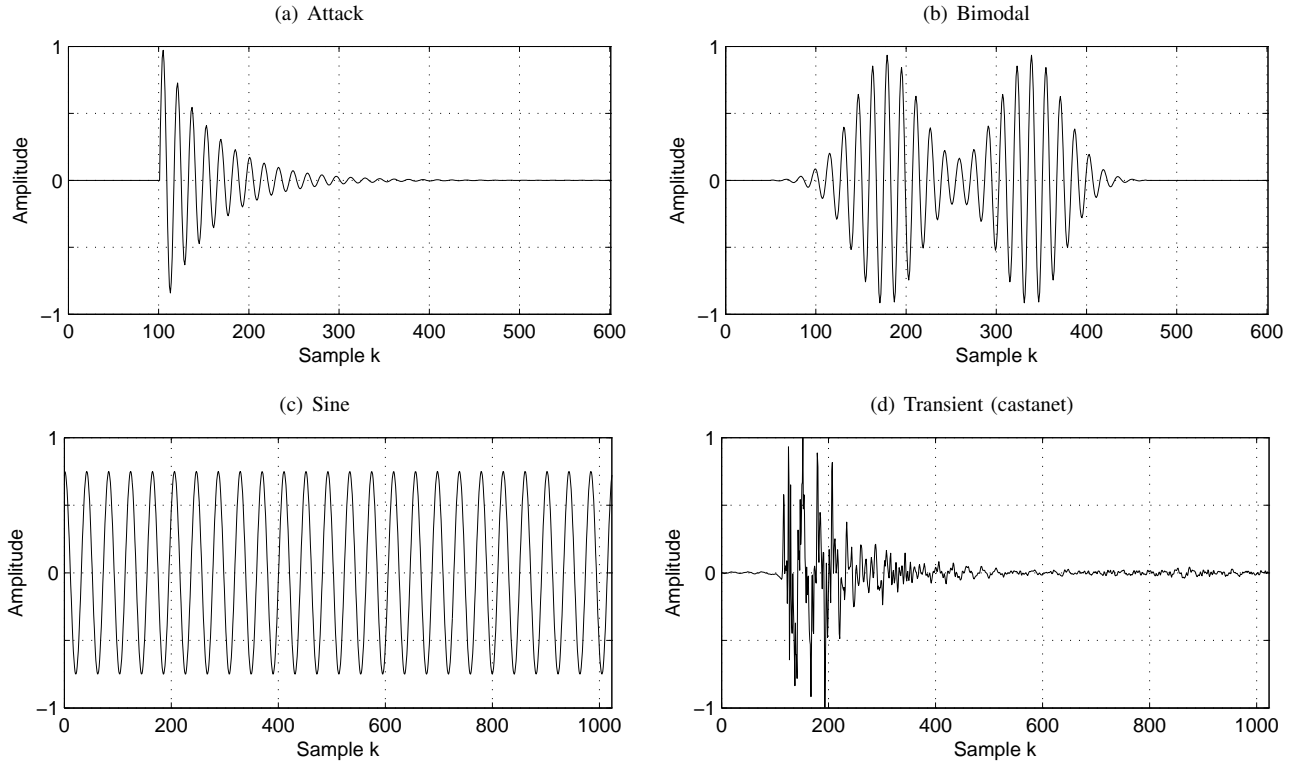 (a) Attack
1
0
−1
Amplitude
0 100 200 300 400 500 600
Sample k
(b) Bimodal
1
0
−1
Amplitude
0 100 200 300 400 500 600
Sample k
(c) Sine
1
0
−1
Amplitude
0 200 400 600 800 1000
Sample k
(d) Transient (castanet)
1
0
−1
Amplitude
0 200 400 600 800 1000
Sample k